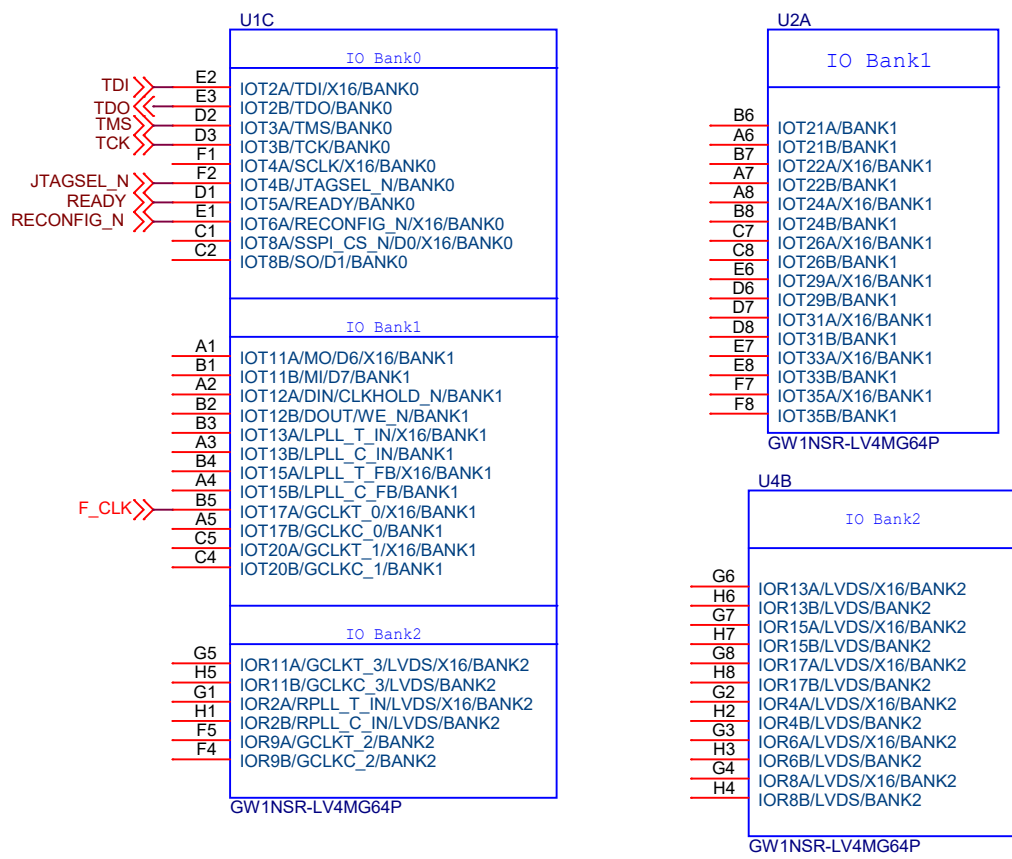 U1C
IO Bank0
TDI E2 IOT2A/TDI/X16/BANK0
TDO E3 IOT2B/TDO/BANK0
TMS D2 IOT3A/TMS/BANK0
TCK D3 IOT3B/TCK/BANK0
F1 IOT4A/SCLK/X16/BANK0
JTAGSEL_N F2 IOT4B/JTAGSEL_N/BANK0
READY D1 IOT5A/READY/BANK0
RECONFIG_N E1 IOT6A/RECONFIG_N/X16/BANK0
C1 IOT8A/SSPI_CS_N/D0/X16/BANK0
C2 IOT8B/SO/D1/BANK0
IO Bank1
A1 IOT11A/MO/D6/X16/BANK1
B1 IOT11B/MI/D7/BANK1
A2 IOT12A/DIN/CLKHOLD_N/BANK1
B2 IOT12B/DOUT/WE_N/BANK1
B3 IOT13A/LPLL_T_IN/X16/BANK1
A3 IOT13B/LPLL_C_IN/BANK1
B4 IOT15A/LPLL_T_FB/X16/BANK1
A4 IOT15B/LPLL_C_FB/BANK1
F_CLK B5 IOT17A/GCLKT_0/X16/BANK1
A5 IOT17B/GCLKC_0/BANK1
C5 IOT20A/GCLKT_1/X16/BANK1
C4 IOT20B/GCLKC_1/BANK1
IO Bank2
G5 IOR11A/GCLKT_3/LVDS/X16/BANK2
H5 IOR11B/GCLKC_3/LVDS/BANK2
G1 IOR2A/RPLL_T_IN/LVDS/X16/BANK2
H1 IOR2B/RPLL_C_IN/LVDS/BANK2
F5 IOR9A/GCLKT_2/BANK2
F4 IOR9B/GCLKC_2/BANK2
GW1NSR-LV4MG64P
U2A
IO Bank1
B6 IOT21A/BANK1
A6 IOT21B/BANK1
B7 IOT22A/X16/BANK1
A7 IOT22B/BANK1
A8 IOT24A/X16/BANK1
B8 IOT24B/BANK1
C7 IOT26A/X16/BANK1
C8 IOT26B/BANK1
E6 IOT29A/X16/BANK1
D6 IOT29B/BANK1
D7 IOT31A/X16/BANK1
D8 IOT31B/BANK1
E7 IOT33A/X16/BANK1
E8 IOT33B/BANK1
F7 IOT35A/X16/BANK1
F8 IOT35B/BANK1
GW1NSR-LV4MG64P
U4B
IO Bank2
G6 IOR13A/LVDS/X16/BANK2
H6 IOR13B/LVDS/BANK2
G7 IOR15A/LVDS/X16/BANK2
H7 IOR15B/LVDS/BANK2
G8 IOR17A/LVDS/X16/BANK2
H8 IOR17B/LVDS/BANK2
G2 IOR4A/LVDS/X16/BANK2
H2 IOR4B/LVDS/BANK2
G3 IOR6A/LVDS/X16/BANK2
H3 IOR6B/LVDS/BANK2
G4 IOR8A/LVDS/X16/BANK2
H4 IOR8B/LVDS/BANK2
GW1NSR-LV4MG64P